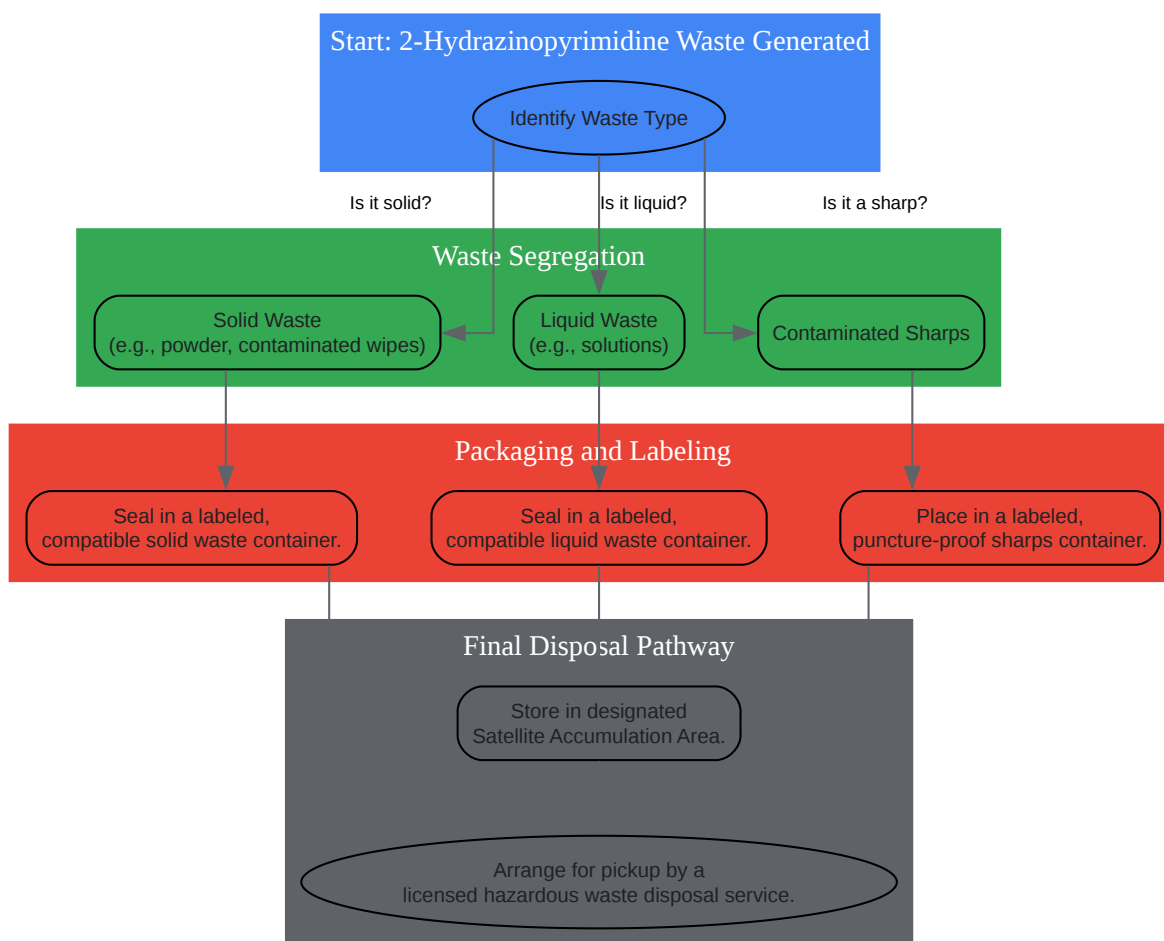 Start: 2-Hydrazinopyrimidine Waste Generated
Identify Waste Type
Is it solid?
Is it liquid?
Is it a sharp?
Waste Segregation
Solid Waste
(e.g., powder, contaminated wipes)
Liquid Waste
(e.g., solutions)
Contaminated Sharps
Packaging and Labeling
Seal in a labeled,
compatible solid waste container.
Seal in a labeled,
compatible liquid waste container.
Place in a labeled,
puncture-proof sharps container.
Final Disposal Pathway
Store in designated
Satellite Accumulation Area.
Arrange for pickup by a
licensed hazardous waste disposal service.